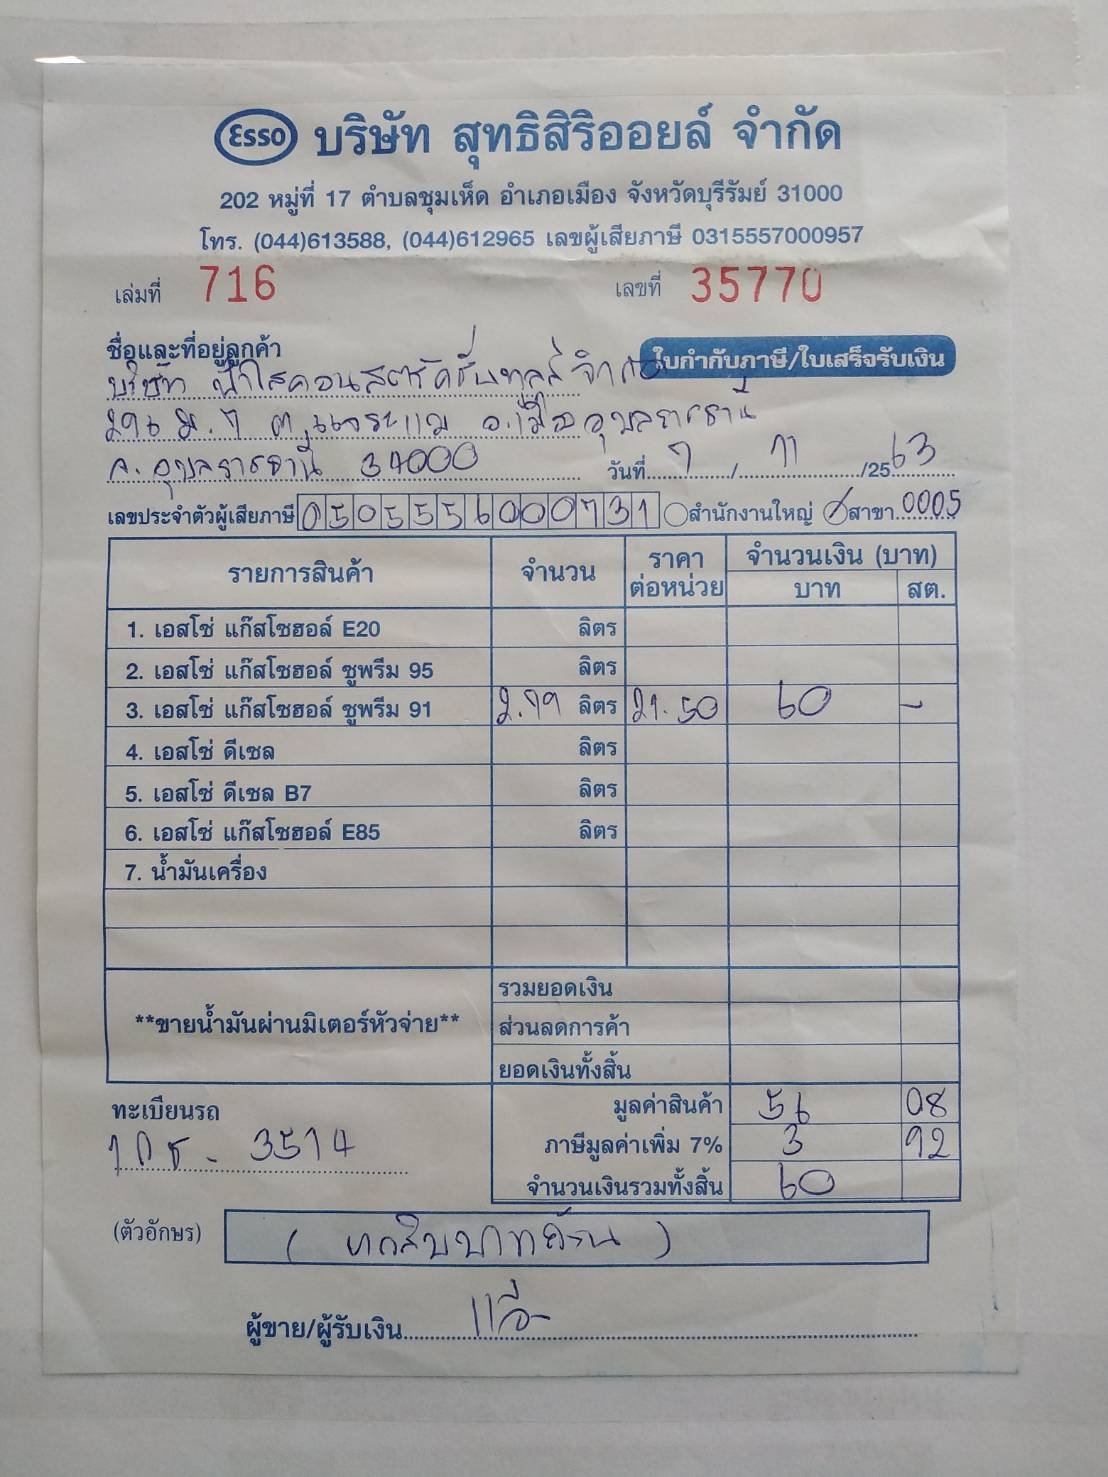 Esso บริษัท สุทธิสิริออยล์ จำกัด
202 หมู่ที่ 17 ตำบลชุมเห็ด อำเภอเมือง จังหวัดบุรีรัมย์ 31000
โทร. (044)613588, (044)612965 เลขผู้เสียภาษี 0315557000957
เล่มที่ 716 เลขที่ 35770
ชื่อและที่อยู่ลูกค้า ใบกำกับภาษี/ใบเสร็จรับเงิน
บริษัท ฟ้าใสคอนสตรัคชั่นทูลส์ จำกัด
296 ม.7 ต.แจระแม อ.เมืองอุบลราชธานี
จ.อุบลราชธานี 34000 วันที่ 7 / 11 /2563
เลขประจำตัวผู้เสียภาษี 0505556000731 สำนักงานใหญ่ สาขา 0005
รายการสินค้า จำนวน ราคาต่อหน่วย จำนวนเงิน (บาท)
บาท สต.
1. เอสโซ่ แก๊สโซฮอล์ E20 ลิตร
2. เอสโซ่ แก๊สโซฮอล์ ซูพรีม 95 ลิตร
3. เอสโซ่ แก๊สโซฮอล์ ซูพรีม 91 2.79 ลิตร 21.50 60 -
4. เอสโซ่ ดีเซล ลิตร
5. เอสโซ่ ดีเซล B7 ลิตร
6. เอสโซ่ แก๊สโซฮอล์ E85 ลิตร
7. น้ำมันเครื่อง
รวมยอดเงิน
**ขายน้ำมันผ่านมิเตอร์หัวจ่าย** ส่วนลดการค้า
ยอดเงินทั้งสิ้น
ทะเบียนรถ มูลค่าสินค้า 56 08
3514 ภาษีมูลค่าเพิ่ม 7% 3 92
จำนวนเงินรวมทั้งสิ้น 60
(ตัวอักษร) ( หกสิบบาทถ้วน )
ผู้ขาย/ผู้รับเงิน